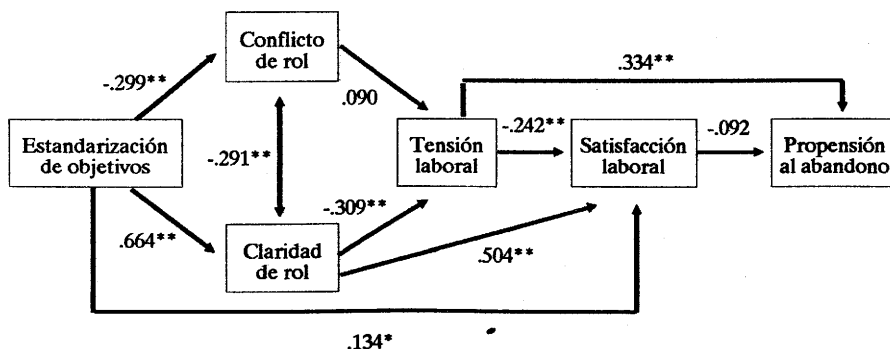 Conflicto
de rol
-.299**
.090
.334**
Estandarización
de objetivos
-.291**
Tensión
laboral
-.242**
Satisfacción
laboral
-.092
Propensión
al abandono
-.309**
.664**
Claridad
de rol
.504**
.134*